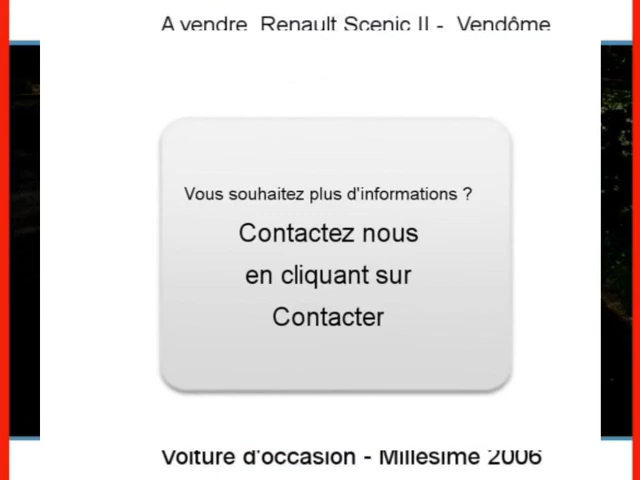 A vendre Renault Scenic II - Vendôme
Vous souhaitez plus d'informations ?
Contactez nous
en cliquant sur
Contacter
Voiture d'occasion - Millesime 2006